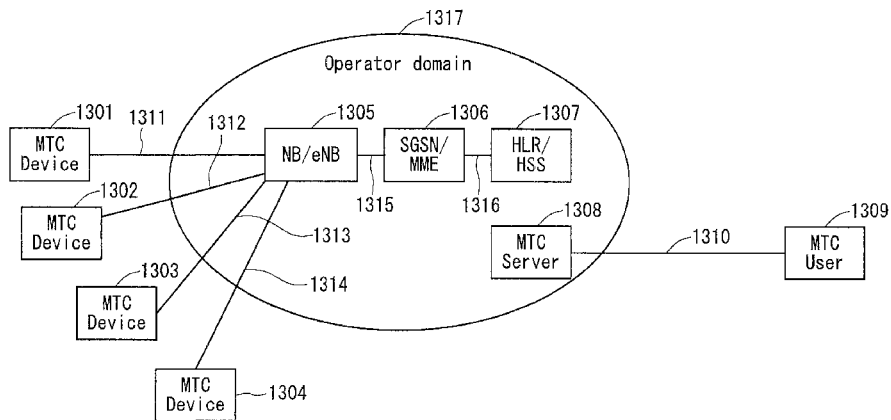 1317
Operator domain
1301
MTC
Device
1311
1312
1305
NB/eNB
1306
SGSN/
MME
1307
HLR/
HSS
1315
1316
1302
MTC
Device
1313
1308
MTC
Server
1310
1309
MTC
User
1303
MTC
Device
1314
MTC
Device
1304